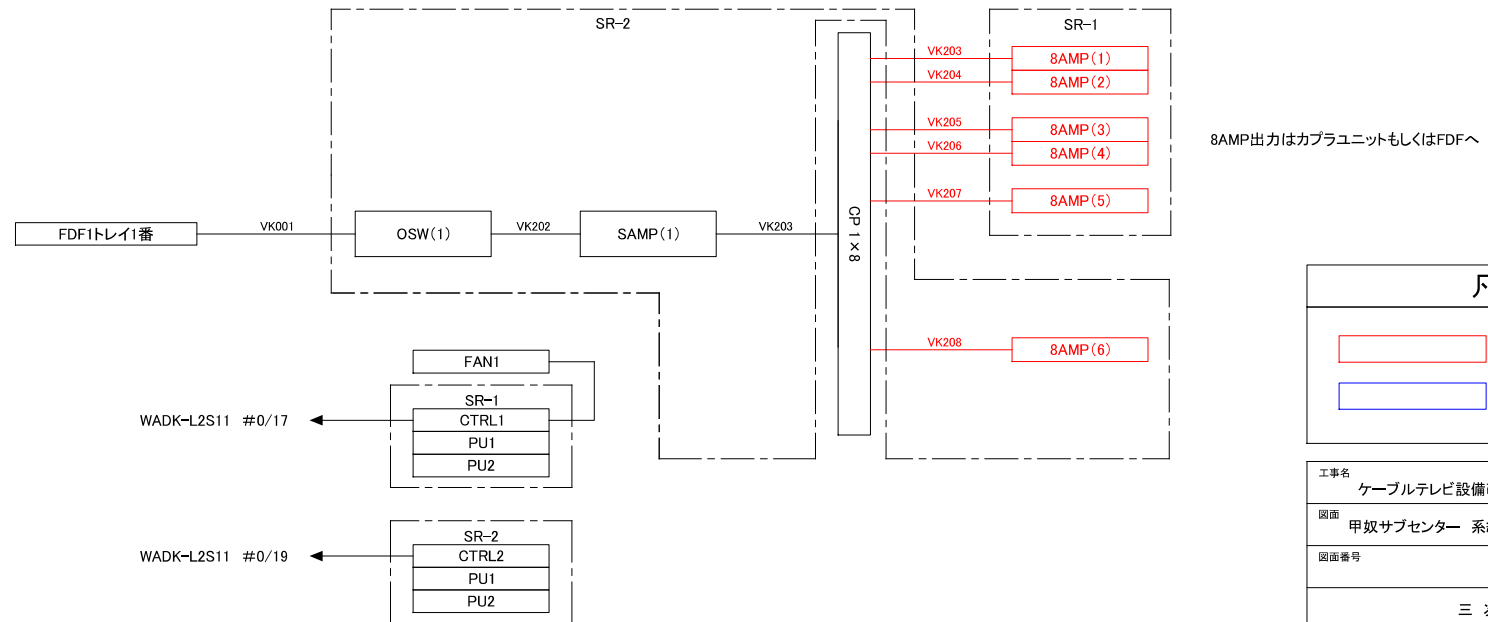 SR-2
SR-1
VK203
8AMP(1)
VK204
8AMP(2)
VK205
8AMP(3)
VK206
8AMP(4)
VK207
8AMP(5)
8AMP出力はカプラユニットもしくはFDFへ
FDF1トレイ1番
VK001
OSW(1)
VK202
SAMP(1)
VK203
CP 1×8
VK208
8AMP(6)
FAN1
SR-1
WADK-L2S11 #0/17
CTRL1
PU1
PU2
SR-2
WADK-L2S11 #0/19
CTRL2
PU1
PU2
工事名
ケーブルテレビ設備
図面
甲奴サブセンター 系
図面番号
三